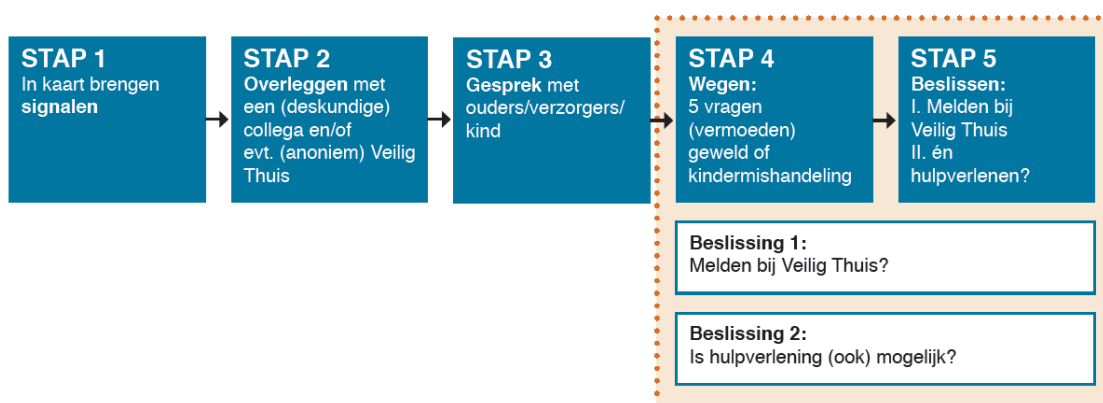 STAP 1
In kaart brengen
signalen
STAP 2
Overleggen met
een (deskundige)
collega en/of
evt. (anoniem) Veilig
Thuis
STAP 3
Gesprek met
ouders/verzorgers/
kind
STAP 4
Wegen:
5 vragen
(vermoeden)
geweld of
kindermishandeling
STAP 5
Beslissen:
I. Melden bij
Veilig Thuis
II. én
hulpverlenen?
Beslissing 1:
Melden bij Veilig Thuis?
Beslissing 2:
Is hulpverlening (ook) mogelijk?